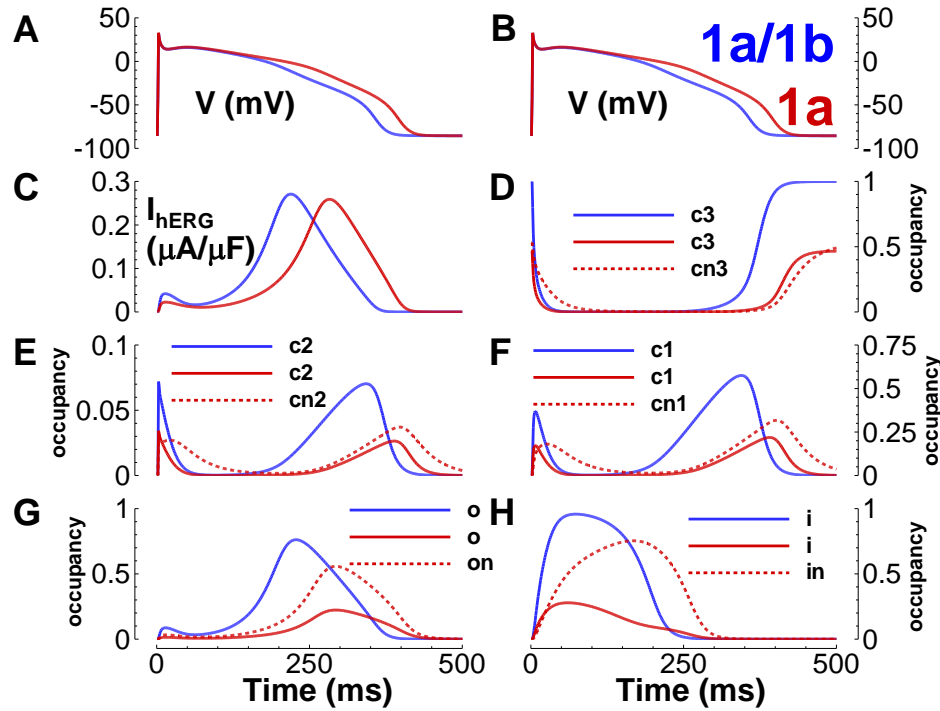 A
50
0
-50
-100
V (mV)
B
50
0
-50
-100
V (mV)
1a/1b
1a
C
0.3
0.2
0.1
0
I hERG
(μA/μF)
D
1
0.5
0
occupancy
c3
c3
cn3
E
0.1
0.05
0
occupancy
c2
c2
cn2
F
0.75
0.5
0.25
0
occupancy
c1
c1
cn1
G
1
0.5
0
occupancy
o
o
on
0
250
500
Time (ms)
H
1
0.5
0
occupancy
i
i
in
0
250
500
Time (ms)